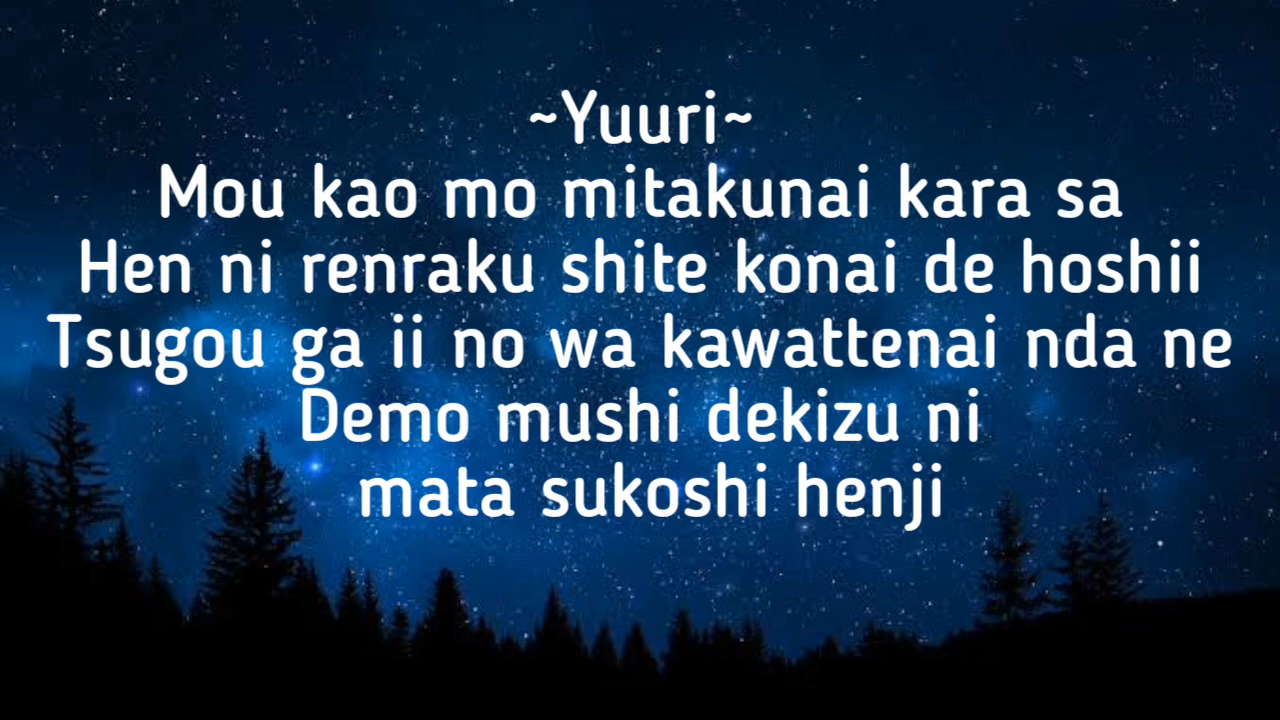 ~Yuuri~
Mou kao mo mitakunai kara sa
Hen ni renraku shite konai de hoshii
Tsugou ga ii no wa kawattenai nda ne
Demo mushi dekizu ni
mata sukoshi henji